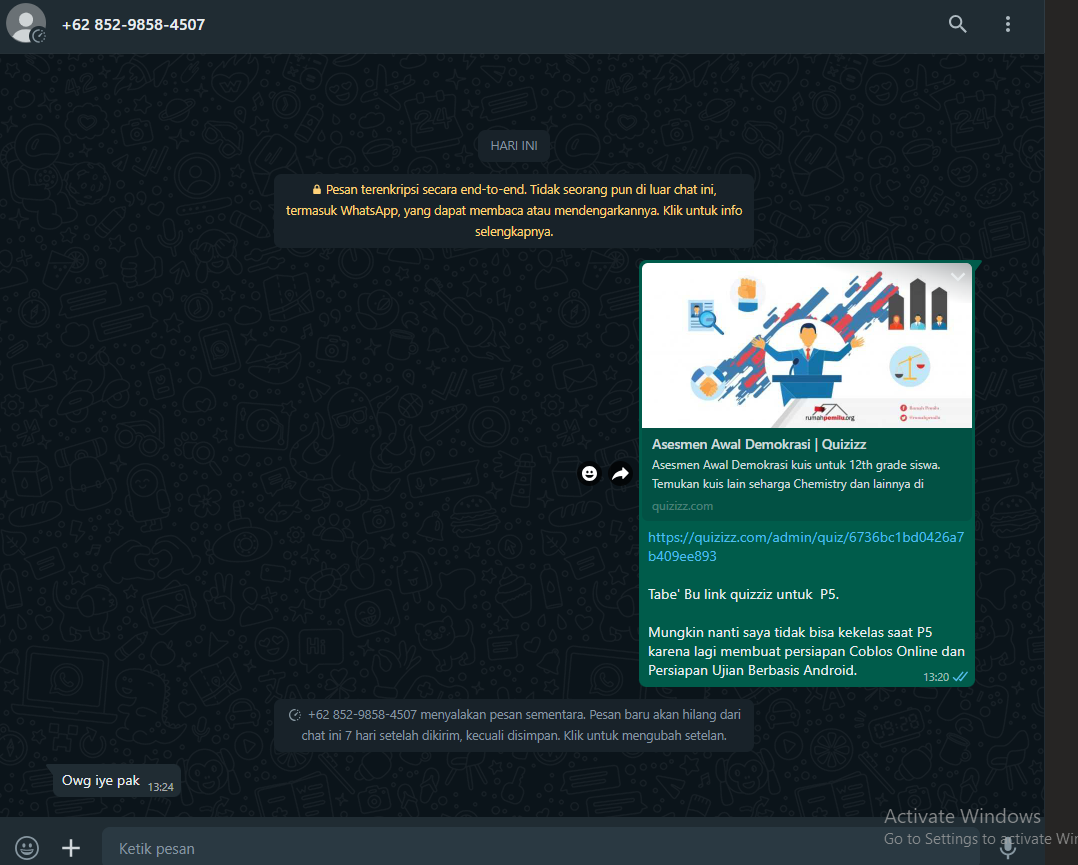 +62 852-9858-4507
HARI INI
Pesan terenkripsi secara end-to-end. Tidak seorang pun di luar chat ini,
termasuk WhatsApp, yang dapat membaca atau mendengarkannya. Klik untuk info
selengkapnya.
rumahpemilu.org
Asesmen Awal Demokrasi | Quizizz
Asesmen Awal Demokrasi kuis untuk 12th grade siswa.
Temukan kuis lain seharga Chemistry dan lainnya di
quizizz.com
https://quizizz.com/admin/quiz/6736bc1bd0426a7
b409ee893
Tabe' Bu link quizziz untuk  P5.
Mungkin nanti saya tidak bisa kekelas saat P5
karena lagi membuat persiapan Coblos Online dan
Persiapan Ujian Berbasis Android.
13:20
+62 852-9858-4507 menyalakan pesan sementara. Pesan baru akan hilang dari
chat ini 7 hari setelah dikirim, kecuali disimpan. Klik untuk mengubah setelan.
Owg iye pak
13:24
Activate Windows
Go to Settings to activate Wi
Ketik pesan